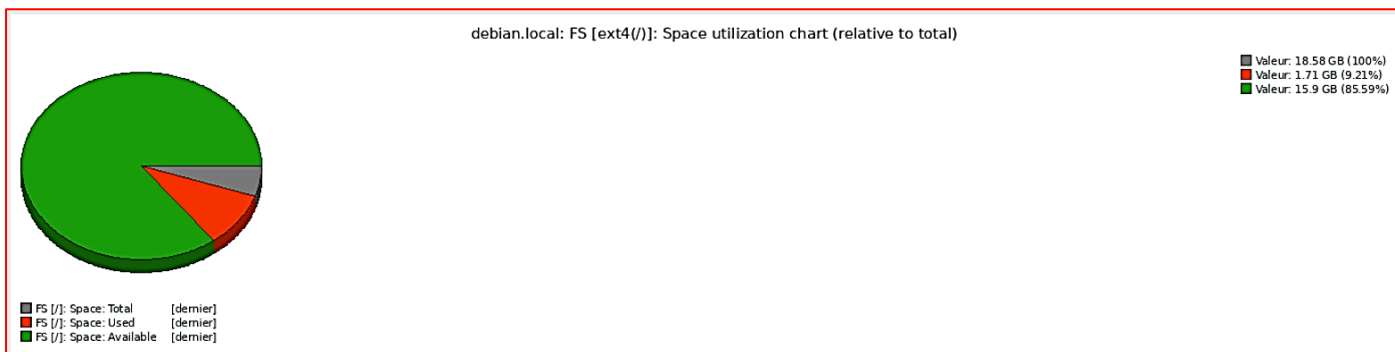 debian.local: FS [ext4(/)]: Space utilization chart (relative to total)
Valeur: 18.58 GB (100%)
Valeur: 1.71 GB (9.21%)
Valeur: 15.9 GB (85.59%)
FS [/]: Space: Total [dernier]
FS [/]: Space: Used [dernier]
FS [/]: Space: Available [dernier]